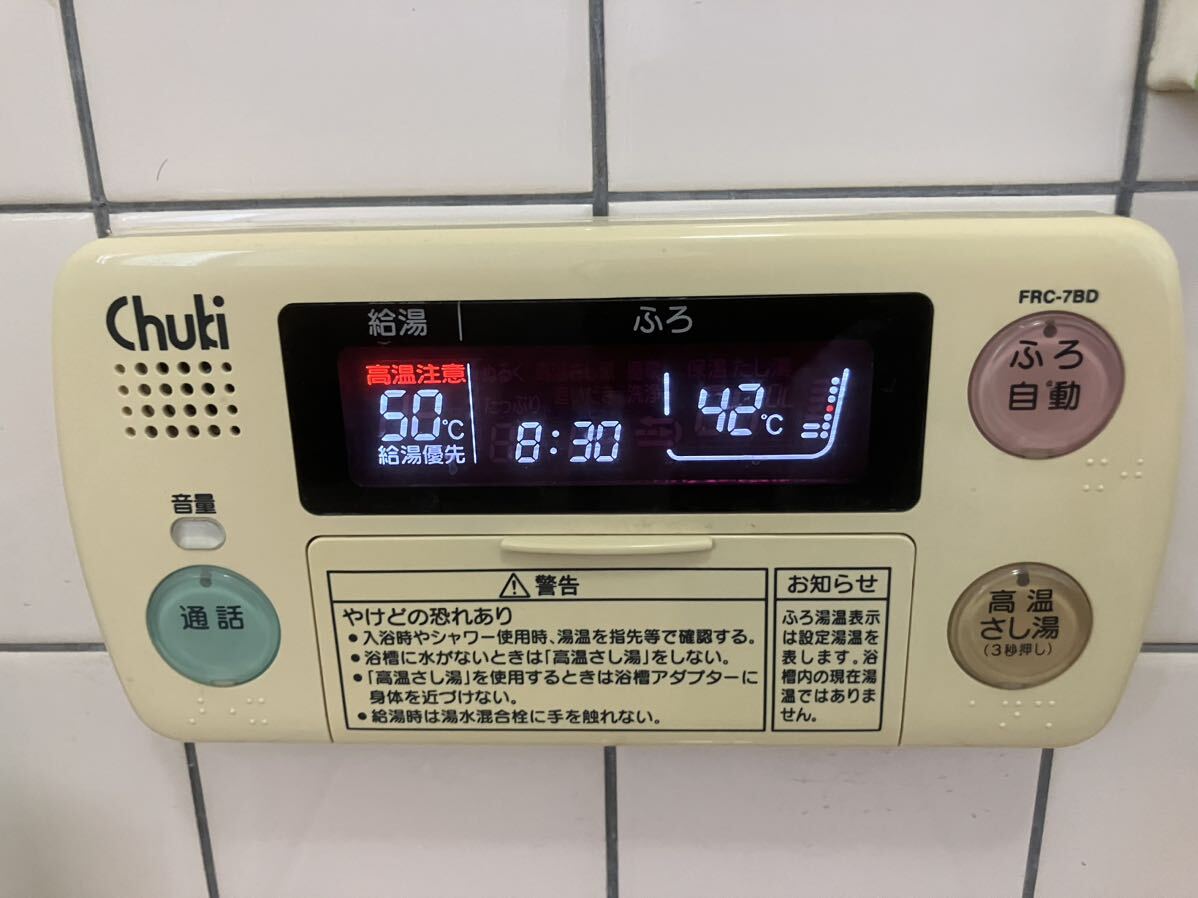 Chuki
FRC-7BD
給湯
ふろ
高温注意
50℃
給湯優先
8:30
42℃
ふろ
自動
音量
通話
高温
さし湯
(3秒押し)
⚠警告
やけどの恐れあり
●入浴時やシャワー使用時、湯温を指先等で確認する。
●浴槽に水がないときは「高温さし湯」をしない。
●「高温さし湯」を使用するときは浴槽アダプターに
身体を近づけない。
●給湯時は湯水混合栓に手を触れない。
お知らせ
ふろ湯温表示
は設定湯温を
表します。浴
槽内の現在湯
温ではありま
せん。